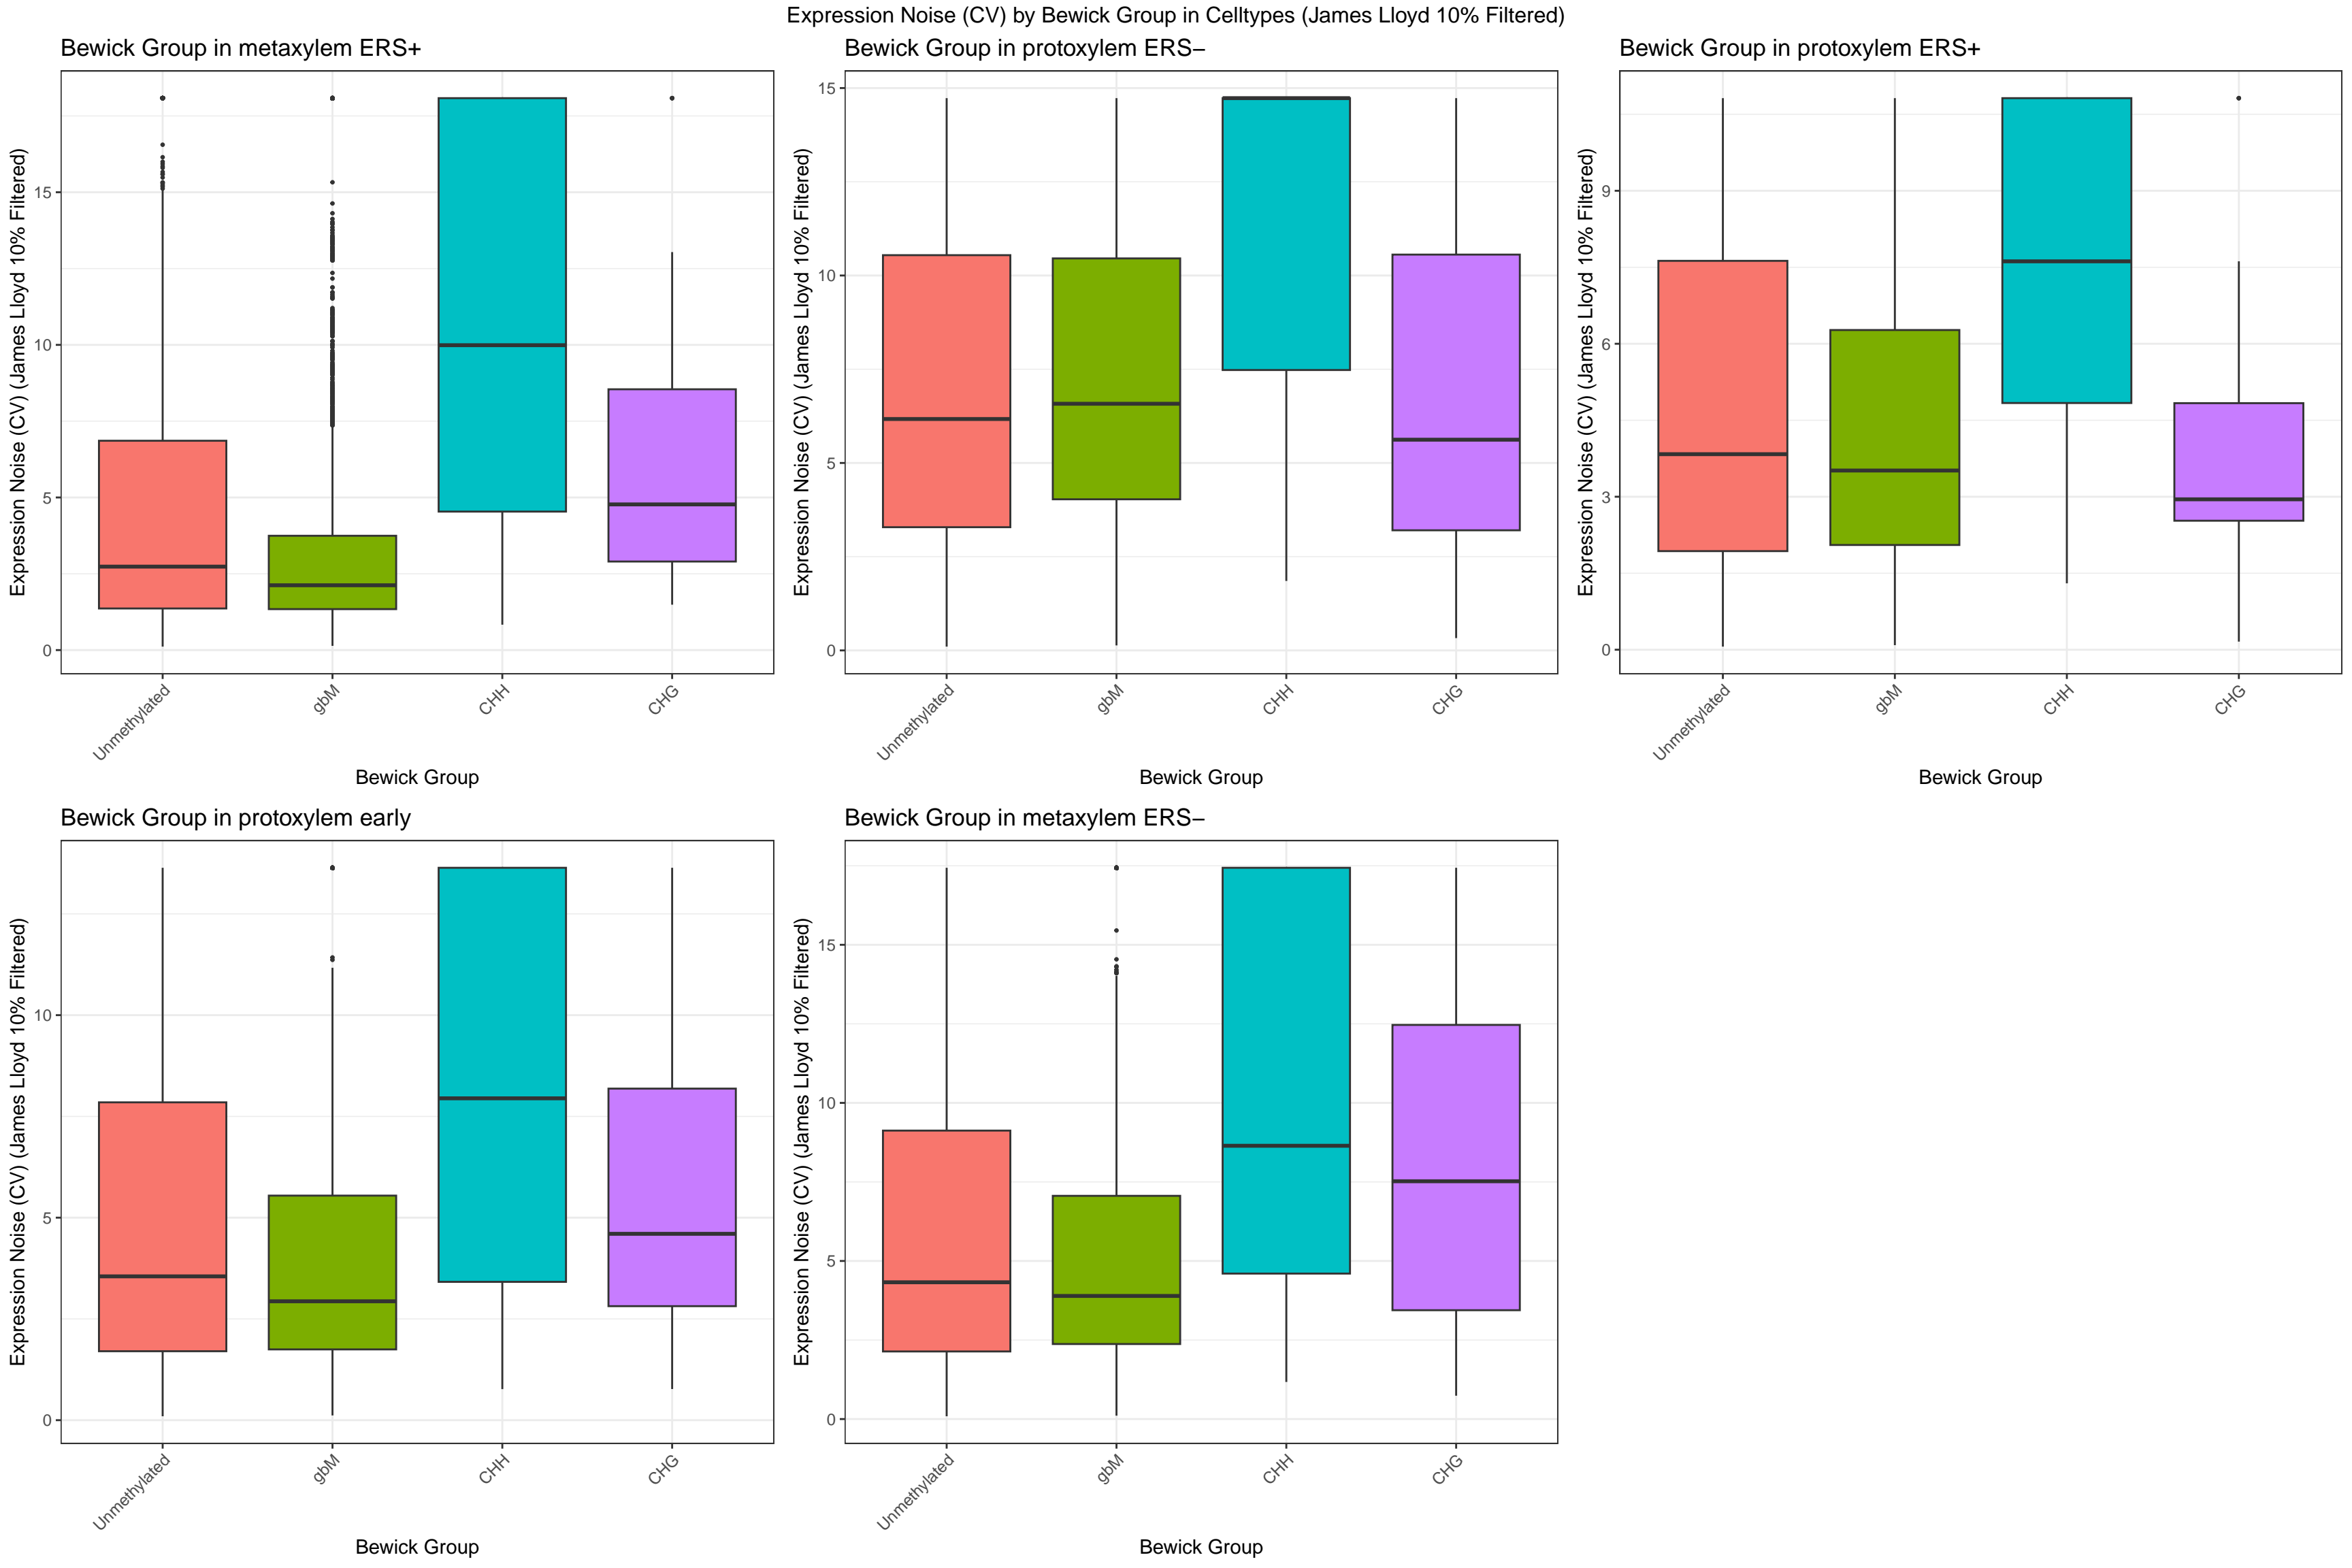 Expression Noise (CV) by Bewick Group in Celltypes (James Lloyd 10% Filtered)
Bewick Group in metaxylem ERS+
Expression Noise (CV) (James Lloyd 10% Filtered)
15
10
5
0
Unmethylated
gbM
CHH
CHG
Bewick Group
Bewick Group in protoxylem ERS−
Expression Noise (CV) (James Lloyd 10% Filtered)
15
10
5
0
Unmethylated
gbM
CHH
CHG
Bewick Group
Bewick Group in protoxylem ERS+
Expression Noise (CV) (James Lloyd 10% Filtered)
9
6
3
0
Unmethylated
gbM
CHH
CHG
Bewick Group
Bewick Group in protoxylem early
Expression Noise (CV) (James Lloyd 10% Filtered)
10
5
0
Unmethylated
gbM
CHH
CHG
Bewick Group
Bewick Group in metaxylem ERS−
Expression Noise (CV) (James Lloyd 10% Filtered)
15
10
5
0
Unmethylated
gbM
CHH
CHG
Bewick Group